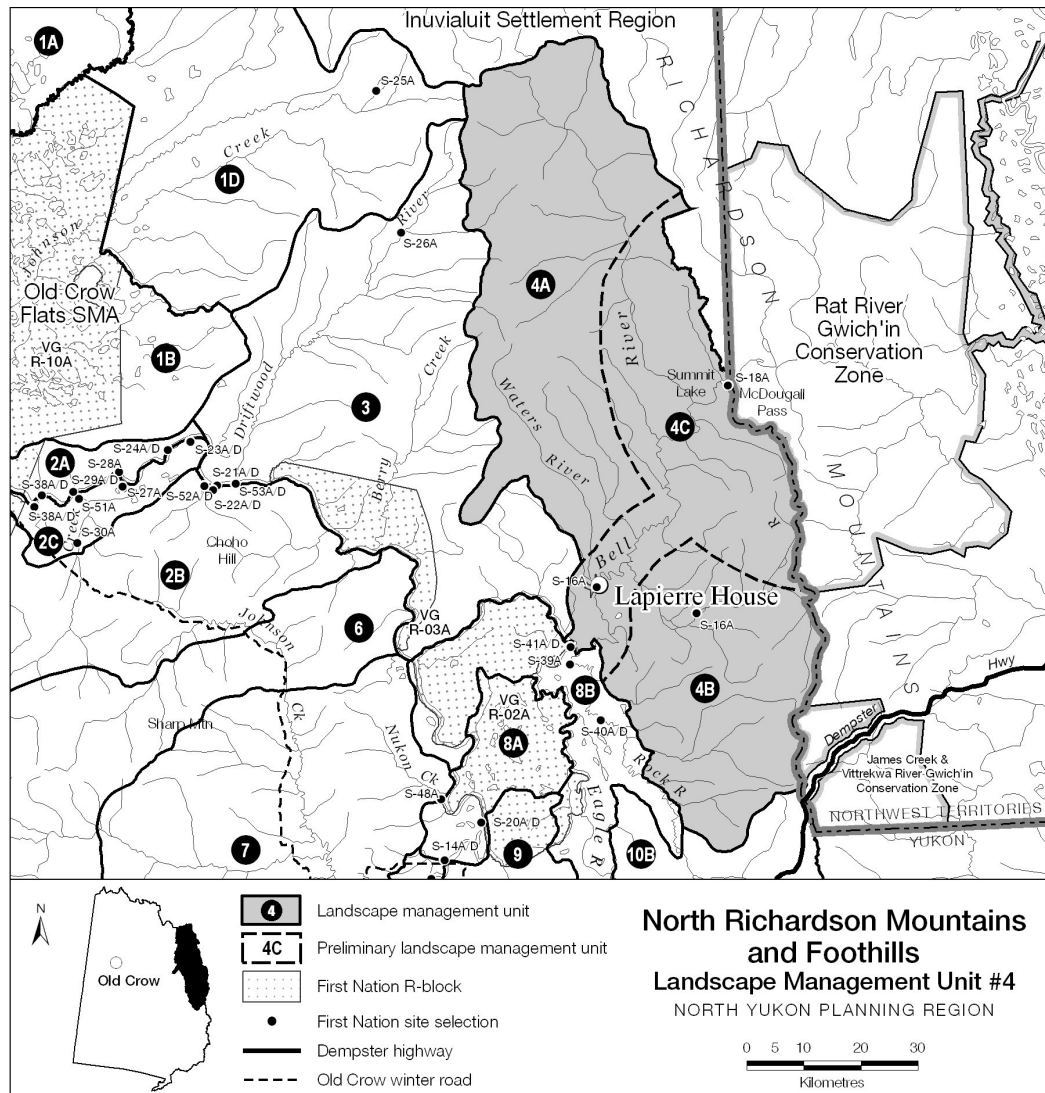 Inuvialuit Settlement Region
1A
S-25A
RICHARDSON
Creek
1D
Johnson
River
S-26A
4A
Old Crow
Flats SMA
VG
R-10A
Rat River
Gwich'in
Conservation
Zone
River
1B
Creek
Driftwood
Summit
Lake
S-18A
McDougall
Pass
3
Waters
River
4C
2A
S-24A/D
S-23A/D
S-28A
S-29A/D
S-21A/D
S-38A/D
S-27A
S-52A/D
S-53A/D
S-51A
S-22A/D
S-38A/D
Berry
MOUNTAINS
2C
Creek
S-30A
Choho
Hill
R
2B
Bell
S-16A
Lapierre House
S-16A
Johnson
VG
R-03A
6
S-41A/D
S-39A
Hwy
8B
4B
VG
R-02A
Sharp Mtn
Ck
8A
S-40A/D
Dempster
Nukon
Ck
Rock R
James Creek &
Vittrekwa River Gwich'in
Conservation Zone
S-48A
Eagle R
NORTHWEST TERRITORIES
S-20A/D
YUKON
7
S-14A/D
9
10B
N
Old Crow
4
Landscape management unit
4C
Preliminary landscape management unit
First Nation R-block
First Nation site selection
Dempster highway
Old Crow winter road
North Richardson Mountains
and Foothills
Landscape Management Unit #4
NORTH YUKON PLANNING REGION
0 5 10 20 30
Kilometres